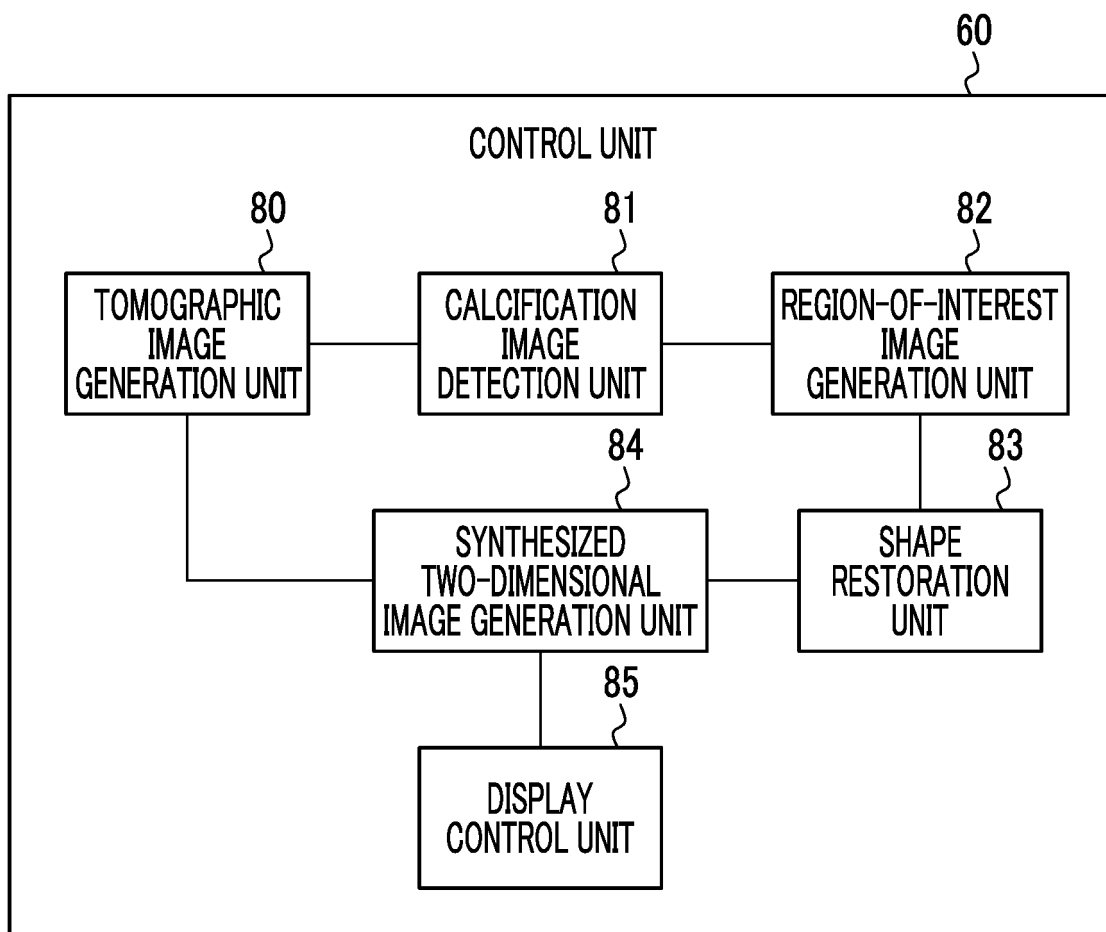 60
CONTROL UNIT
80
TOMOGRAPHIC
IMAGE
GENERATION UNIT
81
CALCIFICATION
IMAGE
DETECTION UNIT
82
REGION-OF-INTEREST
IMAGE
GENERATION UNIT
84
SYNTHESIZED
TWO-DIMENSIONAL
IMAGE GENERATION UNIT
83
SHAPE
RESTORATION
UNIT
85
DISPLAY
CONTROL UNIT